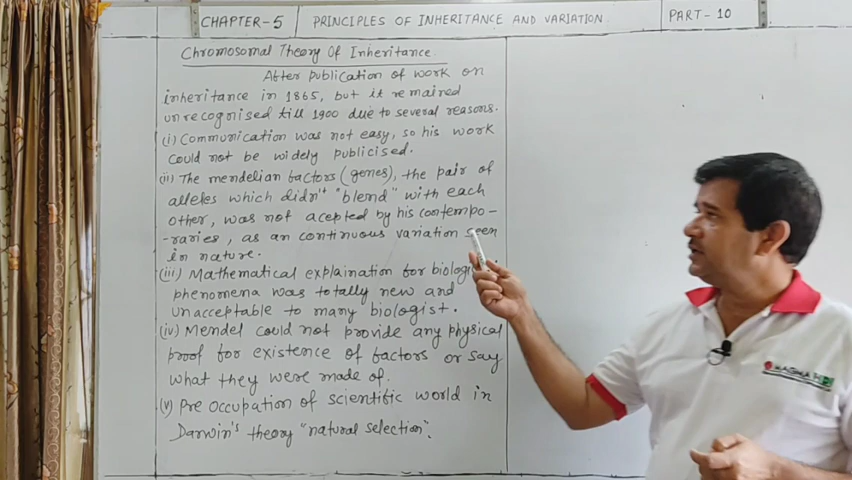 CHAPTER-5
PRINCIPLES OF INHERITANCE AND VARIATION
PART-10
Chromosomal Theory Of Inheritance.
After publication of work on
inheritance in 1865, but it remained
unrecognised till 1900 due to several reasons.
(i) Communication was not easy, so his work
could not be widely publicised.
(ii) The mendelian factors (genes), the pair of
alleles which didn't "blend" with each
other, was not acepted by his contempo-
-raries, as an continuous variation seen
in nature.
(iii) Mathematical explaination for biologi
phenomena was totally new and
unacceptable to many biologist.
(iv) Mendel could not provide any physical
proof for existence of factors or say
what they were made of.
(v) Pre occupation of scientific world in
Darwin's theory "natural selection".
MAGMA HDI